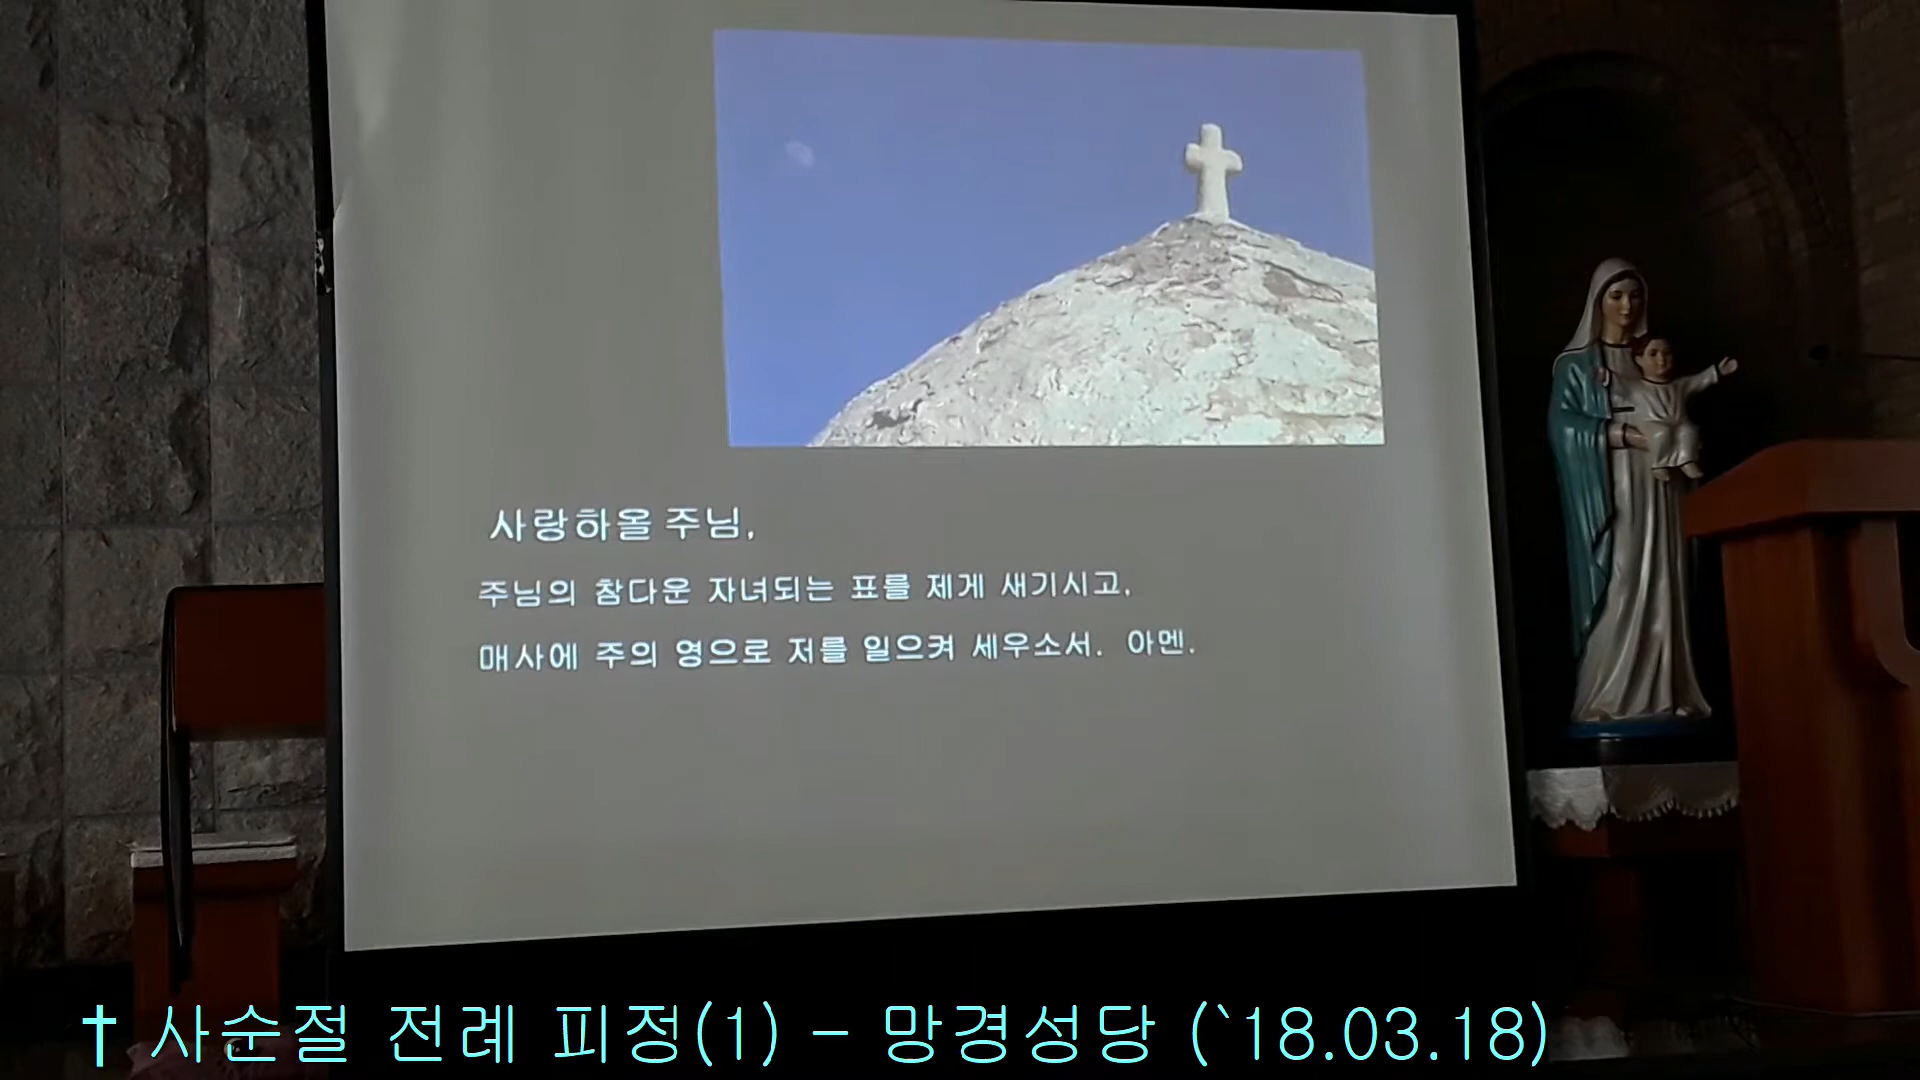 사랑하올 주님,
주님의 참다운 자녀되는 표를 제게 새기시고,
매사에 주의 영으로 저를 일으켜 세우소서. 아멘.
✝ 사순절 전례 피정(1) - 망경성당 (`18.03.18)